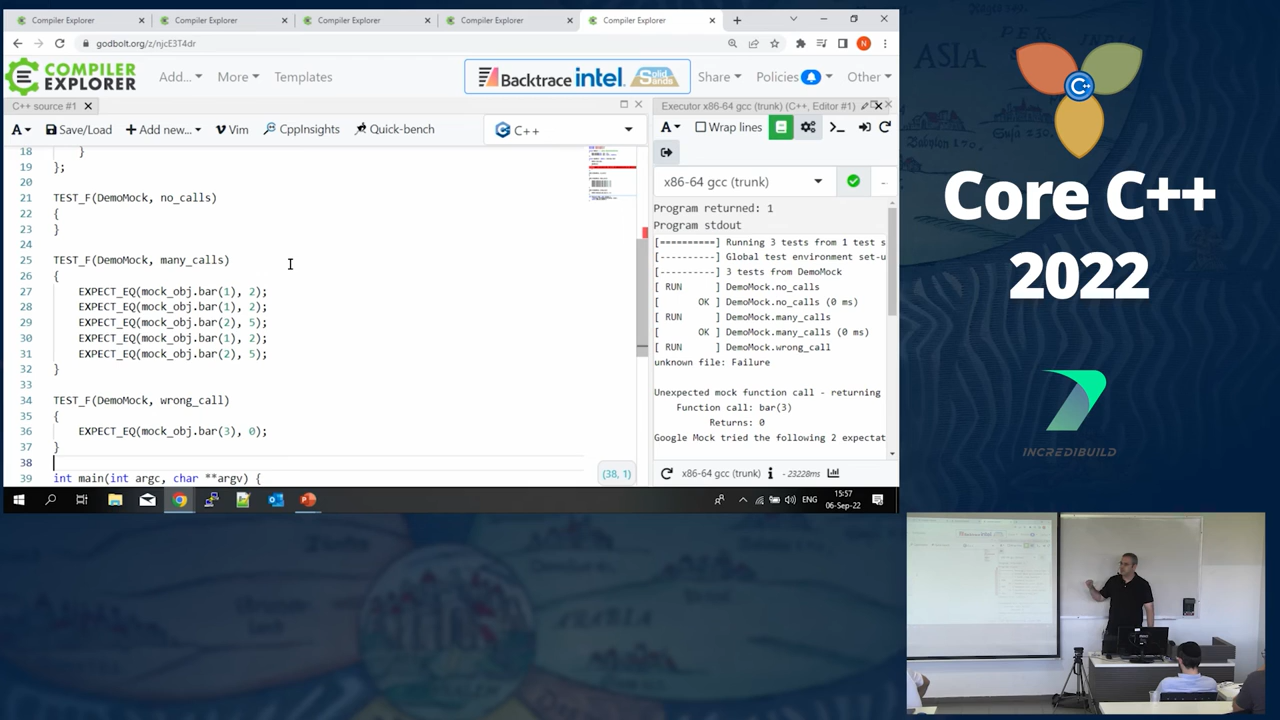 Compiler Explorer
Compiler Explorer
Compiler Explorer
Compiler Explorer
Compiler Explorer
godbolt.org/z/njcE3T4dr
N
COMPILER
EXPLORER
Add...
More
Templates
Backtrace
intel.
Solid
Sands
Share
Policies
Other
C++ source #1
A
Save/Load
Add new...
Vim
CppInsights
Quick-bench
C++
18 }
19 };
20
21 TEST_F(DemoMock, no_calls)
22 {
23 }
24
25 TEST_F(DemoMock, many_calls)
26 {
27 EXPECT_EQ(mock_obj.bar(1), 2);
28 EXPECT_EQ(mock_obj.bar(1), 2);
29 EXPECT_EQ(mock_obj.bar(2), 5);
30 EXPECT_EQ(mock_obj.bar(1), 2);
31 EXPECT_EQ(mock_obj.bar(2), 5);
32 }
33
34 TEST_F(DemoMock, wrong_call)
35 {
36 EXPECT_EQ(mock_obj.bar(3), 0);
37 }
38
39 int main(int argc, char **argv) {
(38, 1)
Executor x86-64 gcc (trunk) (C++, Editor #1)
A
Wrap lines
x86-64 gcc (trunk)
Program returned: 1
Program stdout
[==========] Running 3 tests from 1 test s
[----------] Global test environment set-u
[----------] 3 tests from DemoMock
[ RUN ] DemoMock.no_calls
[ OK ] DemoMock.no_calls (0 ms)
[ RUN ] DemoMock.many_calls
[ OK ] DemoMock.many_calls (0 ms)
[ RUN ] DemoMock.wrong_call
unknown file: Failure
Unexpected mock function call - returning
Function call: bar(3)
Returns: 0
Google Mock tried the following 2 expectat
x86-64 gcc (trunk) i - 23228ms
ENG
15:57
06-Sep-22
C++
Core C++
2022
INCREDIBUILD
ASIA
ARABIA